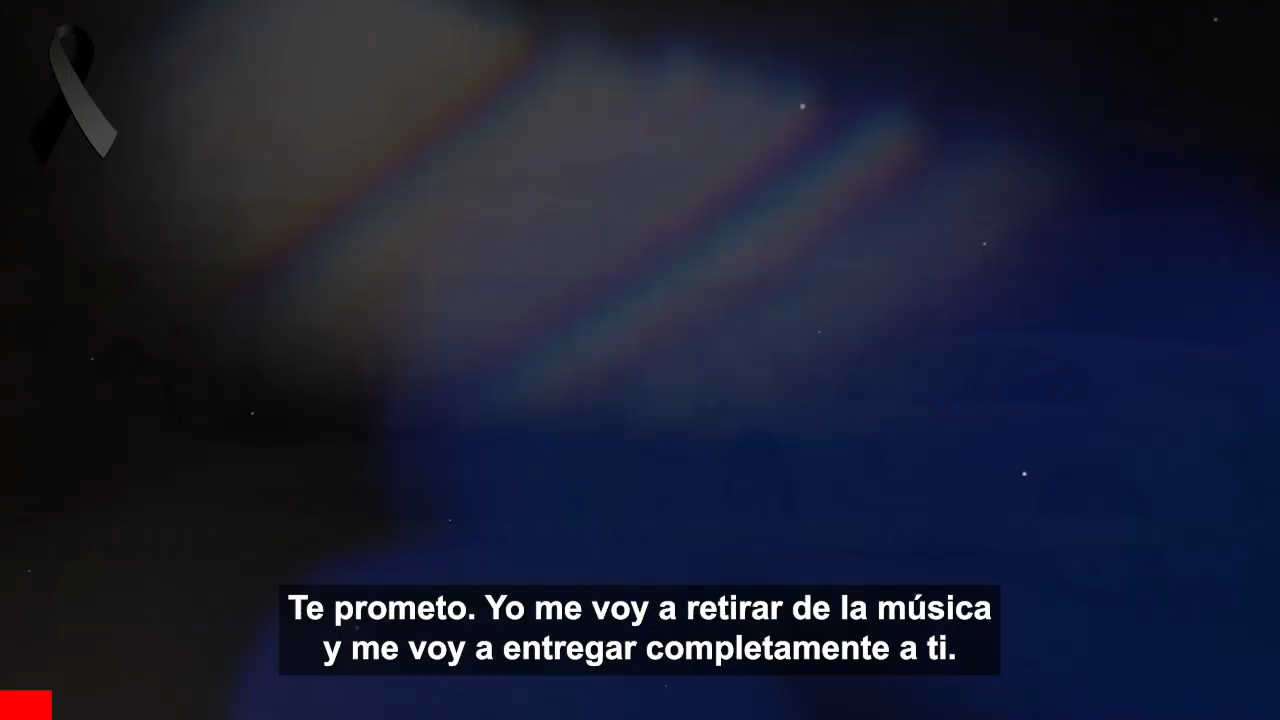 Te prometo. Yo me voy a retirar de la música
y me voy a entregar completamente a ti.